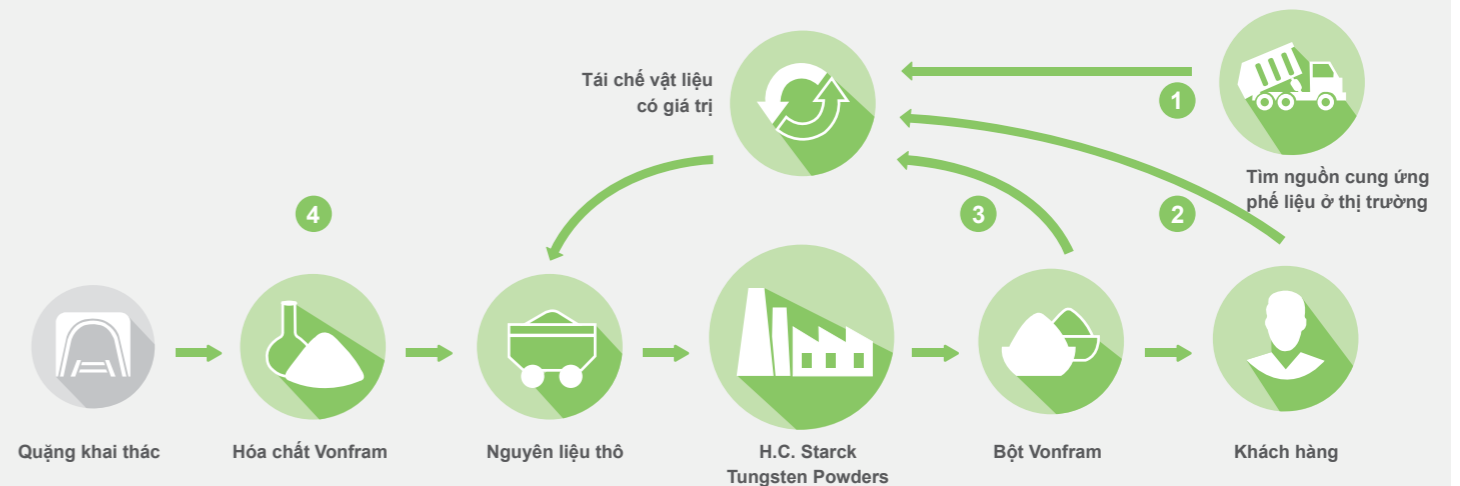 Tái chế vật liệu
có giá trị
1
Tìm nguồn cung ứng
phế liệu ở thị trường
4
3
2
Quặng khai thác
Hóa chất Vonfram
Nguyên liệu thô
H.C. Starck
Tungsten Powders
Bột Vonfram
Khách hàng